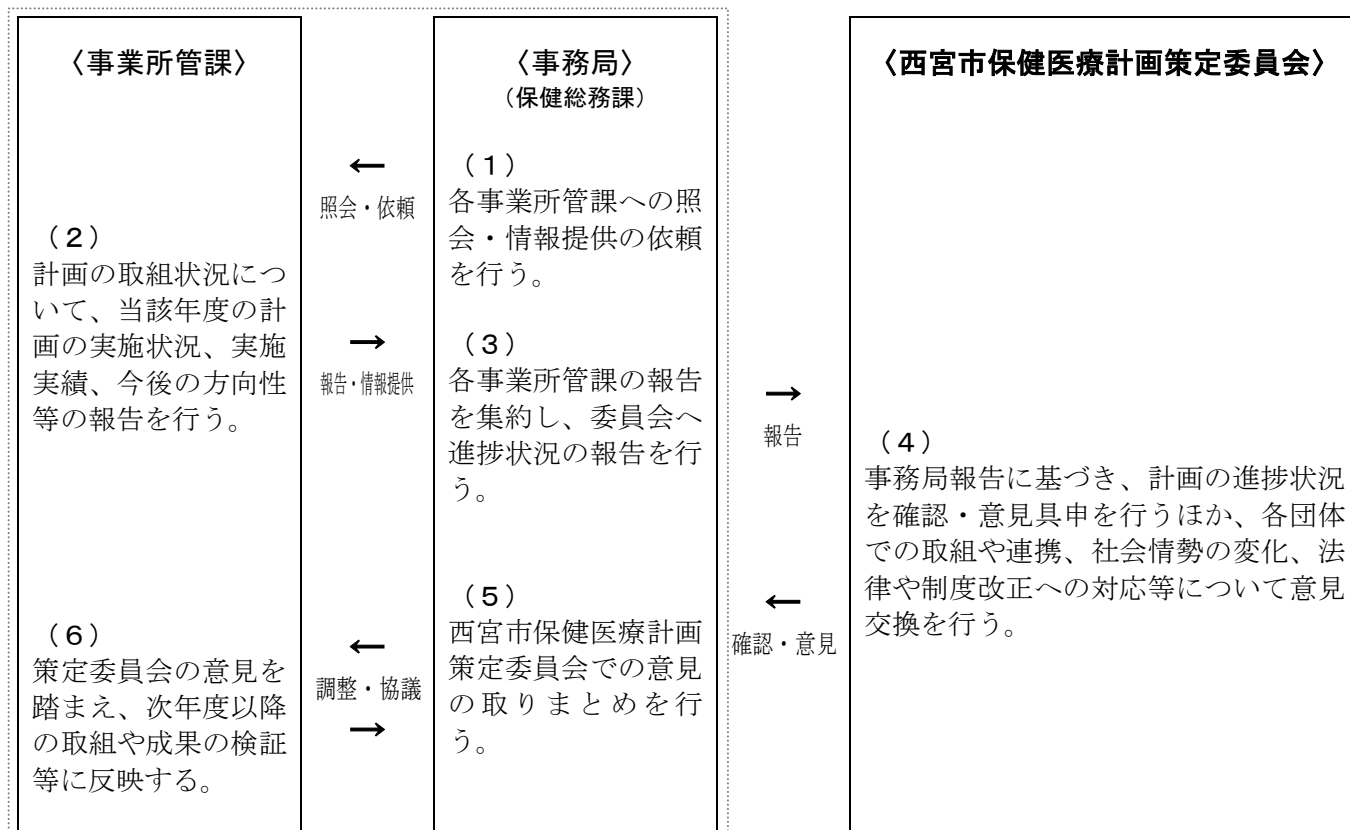 〈事業所管課〉
(2)
計画の取組状況につ
いて、当該年度の計
画の実施状況、実施
実績、今後の方向性
等の報告を行う。
(6)
策定委員会の意見を
踏まえ、次年度以降
の取組や成果の検証
等に反映する。
←
照会・依頼
→
報告・情報提供
←
調整・協議
→
〈事務局〉
(保健総務課)
(1)
各事業所管課への照
会・情報提供の依頼
を行う。
(3)
各事業所管課の報告
を集約し、委員会へ
進捗状況の報告を行
う。
(5)
西宮市保健医療計画
策定委員会での意見
の取りまとめを行
う。
→
報告
←
確認・意見
〈西宮市保健医療計画策定委員会〉
(4)
事務局報告に基づき、計画の進捗状況
を確認・意見具申を行うほか、各団体
での取組や連携、社会情勢の変化、法
律や制度改正への対応等について意見
交換を行う。